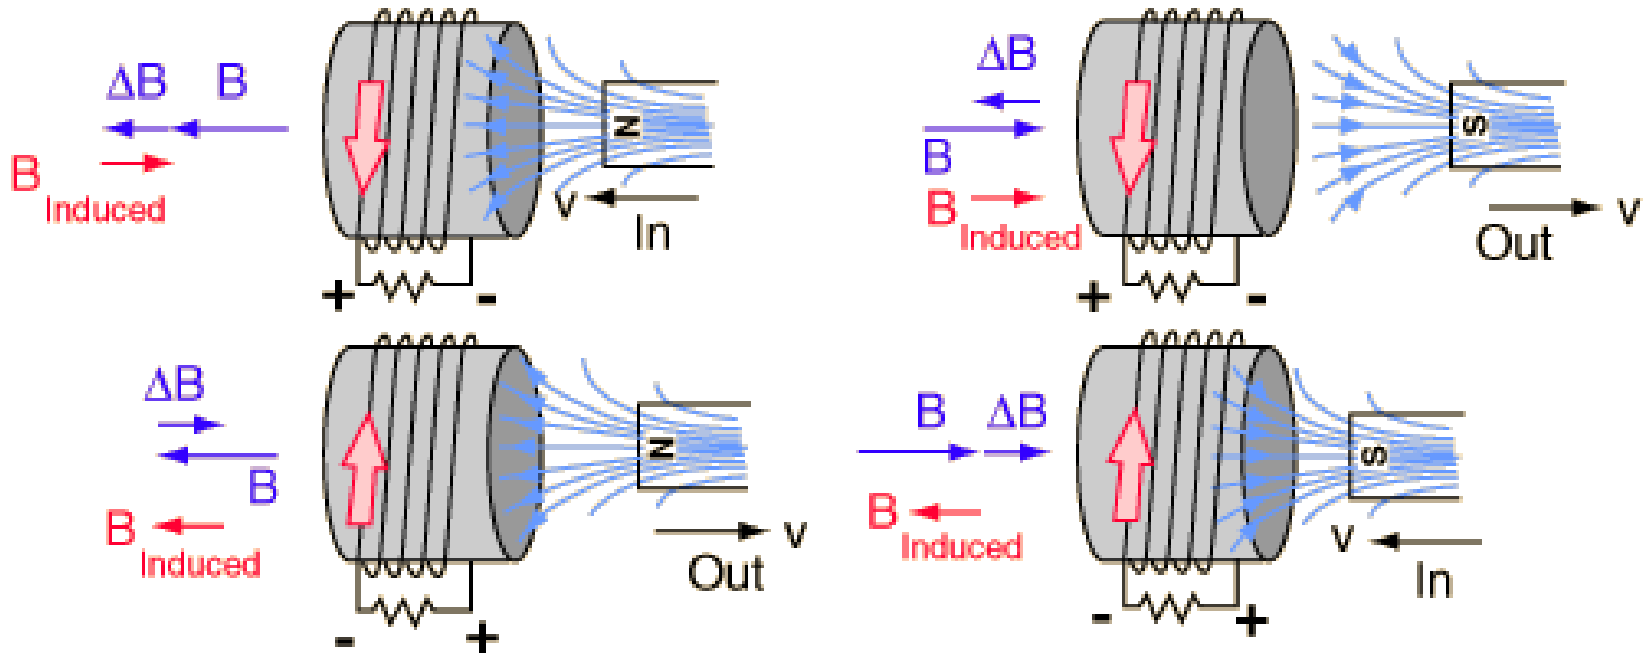 ΔB B
B Induced
N
v
In
+ -
ΔB
B
B Induced
S
v
Out
+ -
ΔB
B
B Induced
N
v
Out
- +
B ΔB
B Induced
S
v
In
- +